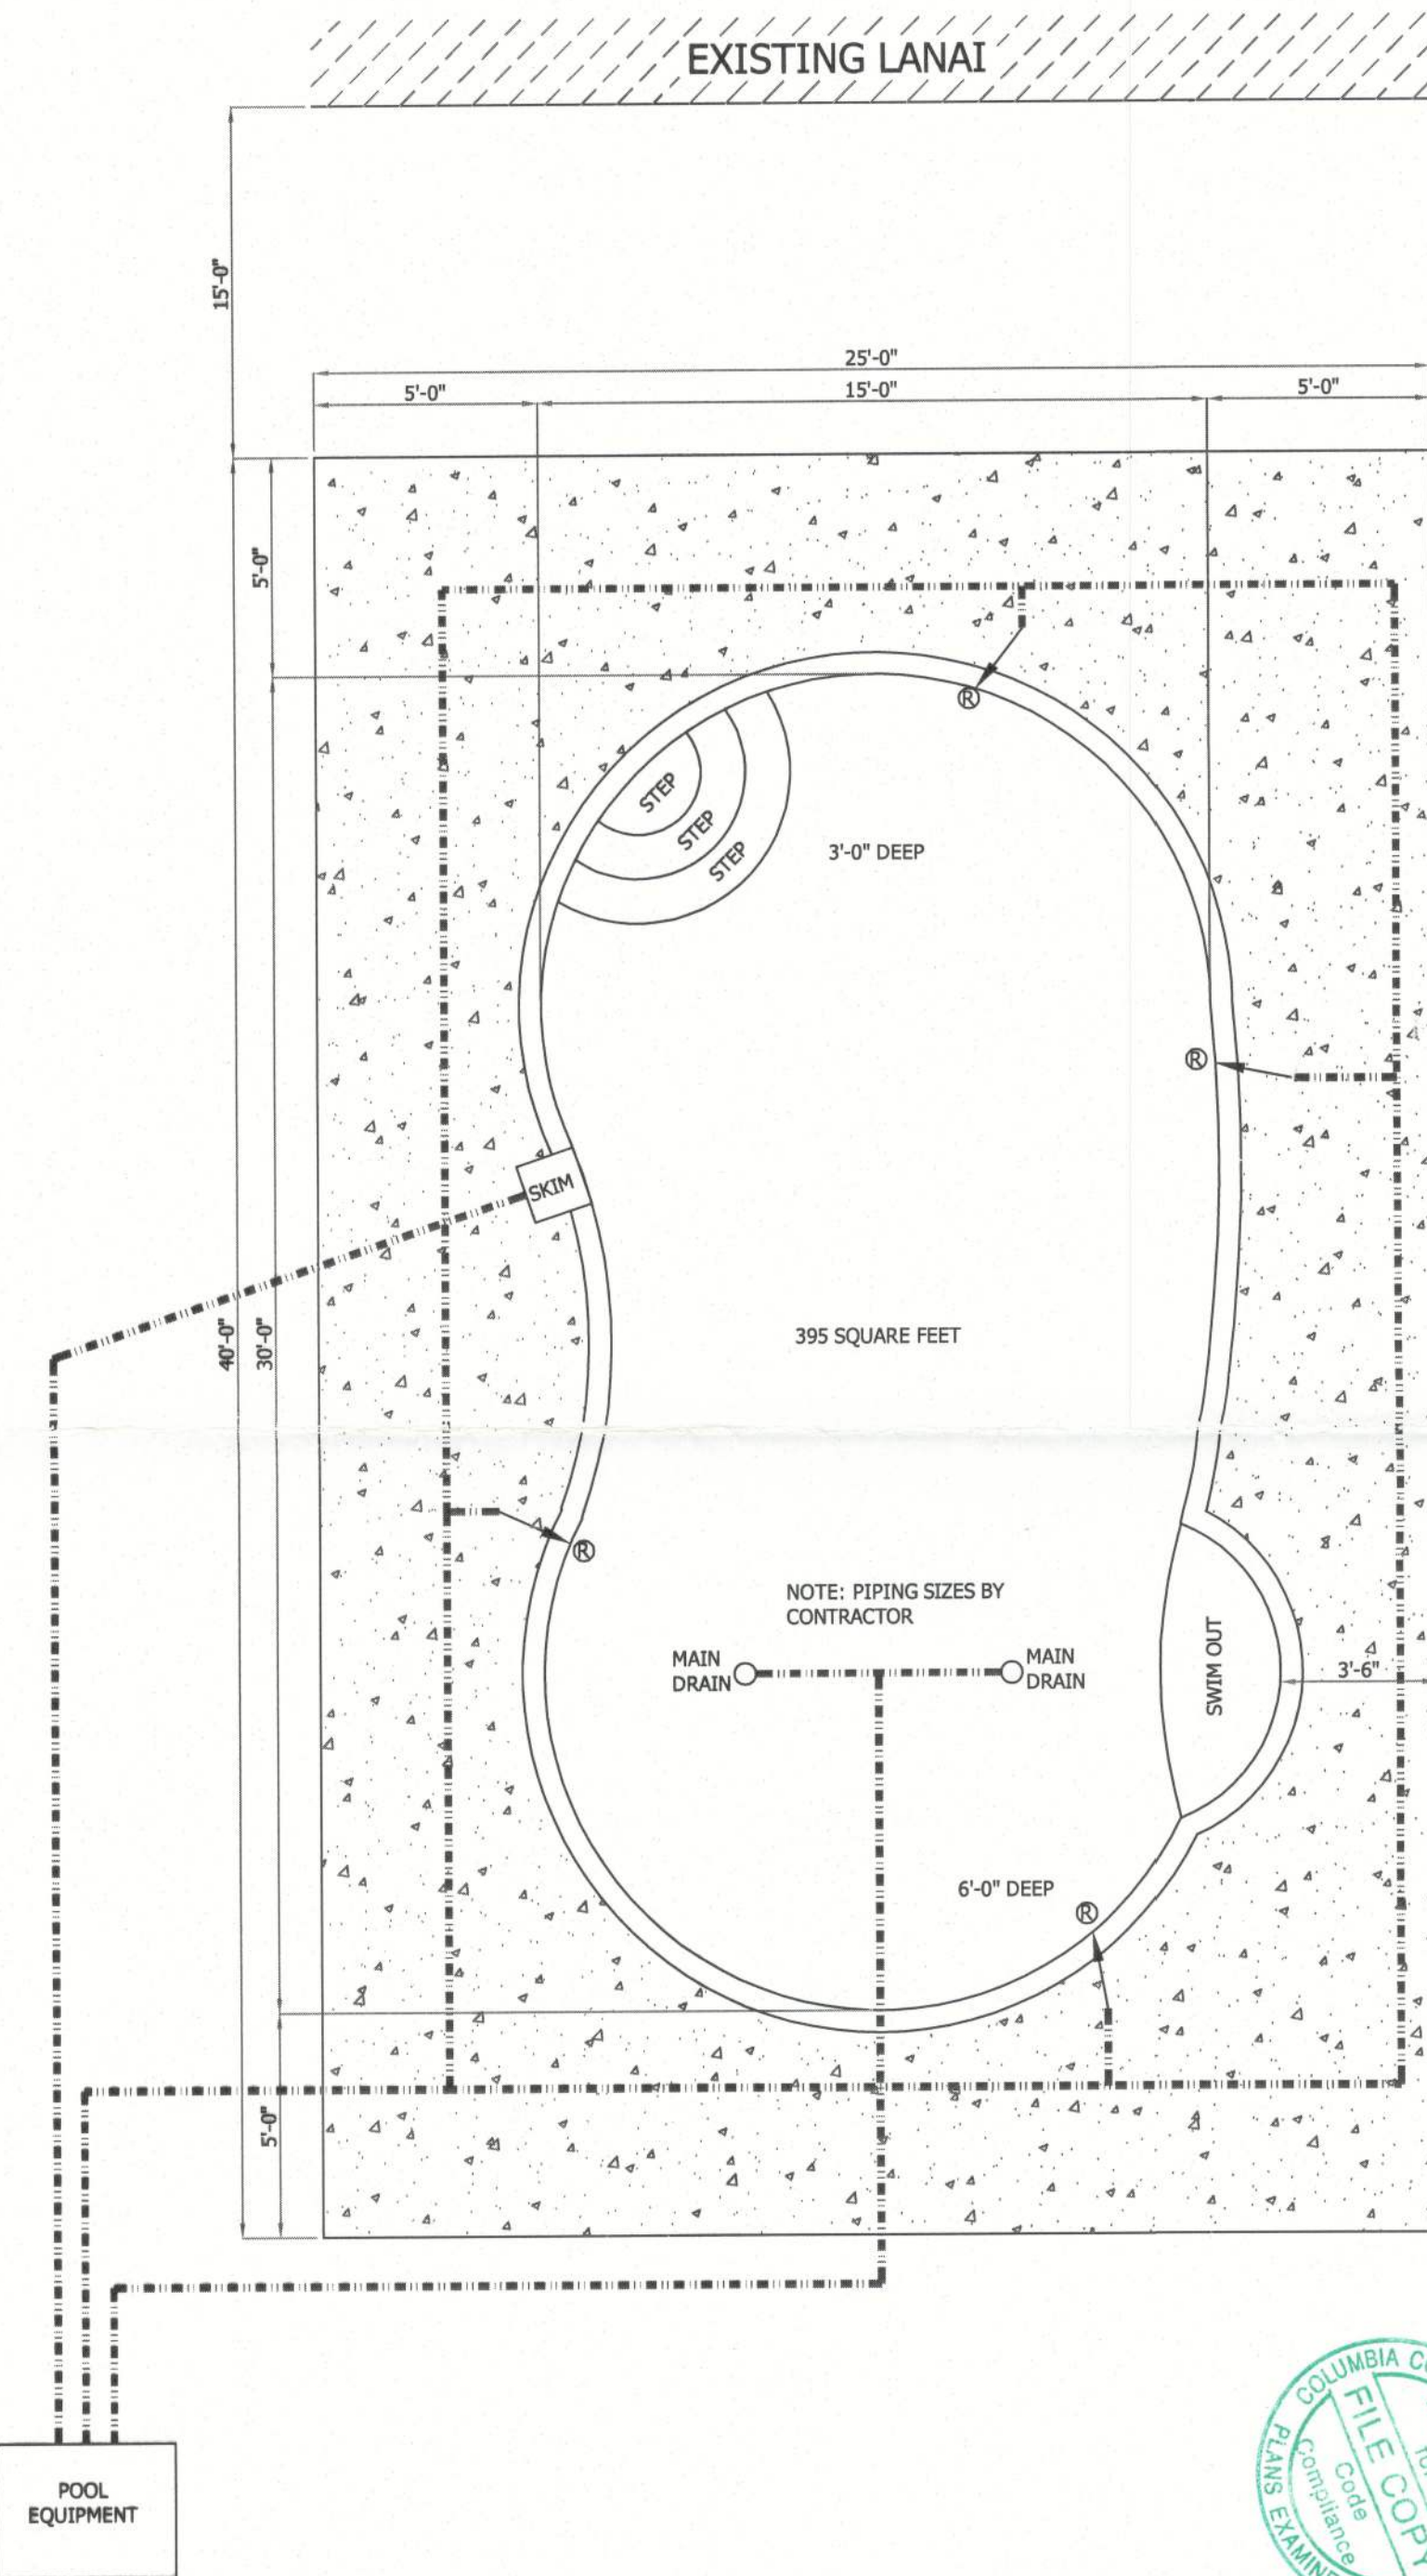 EXISTING LANAI
15'-0"
25'-0"
5'-0"
15'-0"
5'-0"
5'-0"
®
STEP
STEP
STEP
3'-0" DEEP
®
SKIM
40'-0"
30'-0"
395 SQUARE FEET
®
NOTE: PIPING SIZES BY
CONTRACTOR
MAIN
DRAIN
MAIN
DRAIN
SWIM OUT
3'-6"
6'-0" DEEP
®
5'-0"
POOL
EQUIPMENT
COLUMBIA
FILE COPY
Code
Compliance
PLANS